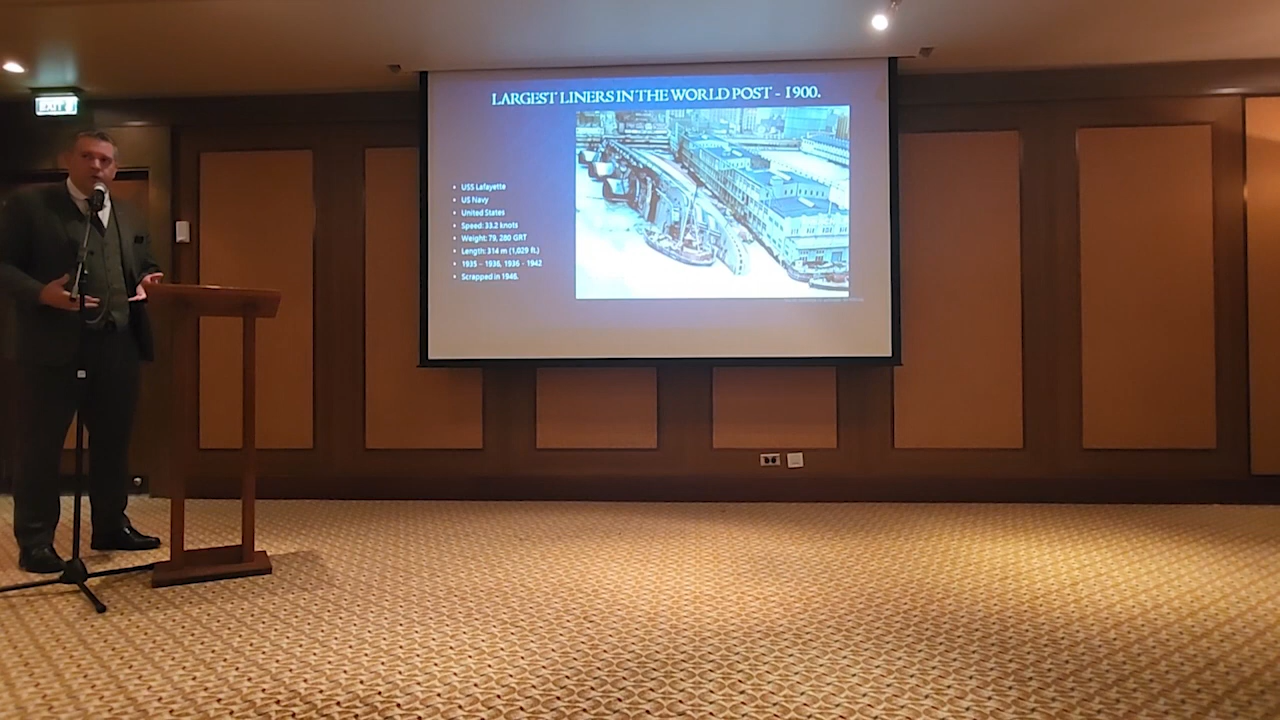 EXIT
LARGEST LINERS IN THE WORLD POST - 1900.
• USS Lafayette
• US Navy
• United States
• Speed: 33.2 knots
• Weight: 79, 280 GRT
• Length: 314 m (1,029 ft.)
• 1935 - 1936, 1936 - 1942
• Scrapped in 1946.